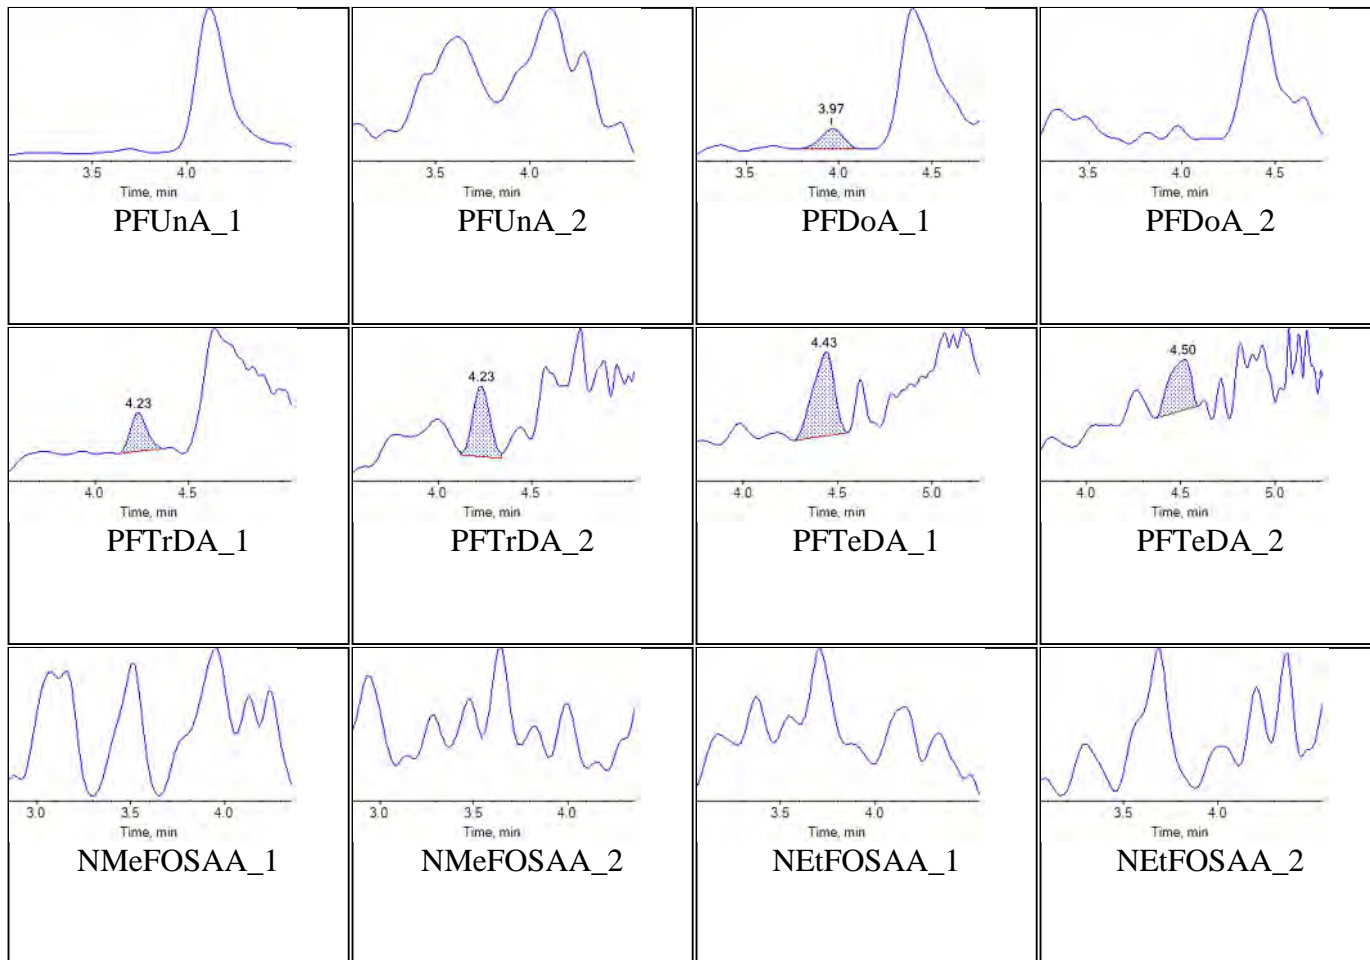 3.5 4.0
Time, min
PFUnA_1
3.5 4.0
Time, min
PFUnA_2
3.97
3.5 4.0 4.5
Time, min
PFDoA_1
3.5 4.0 4.5
Time, min
PFDoA_2
4.23
4.0 4.5
Time, min
PFTrDA_1
4.23
4.0 4.5
Time, min
PFTrDA_2
4.43
4.0 4.5 5.0
Time, min
PFTeDA_1
4.50
4.0 4.5 5.0
Time, min
PFTeDA_2
3.0 3.5 4.0
Time, min
NMeFOSAA_1
3.0 3.5 4.0
Time, min
NMeFOSAA_2
3.5 4.0
Time, min
NEtFOSAA_1
3.5 4.0
Time, min
NEtFOSAA_2